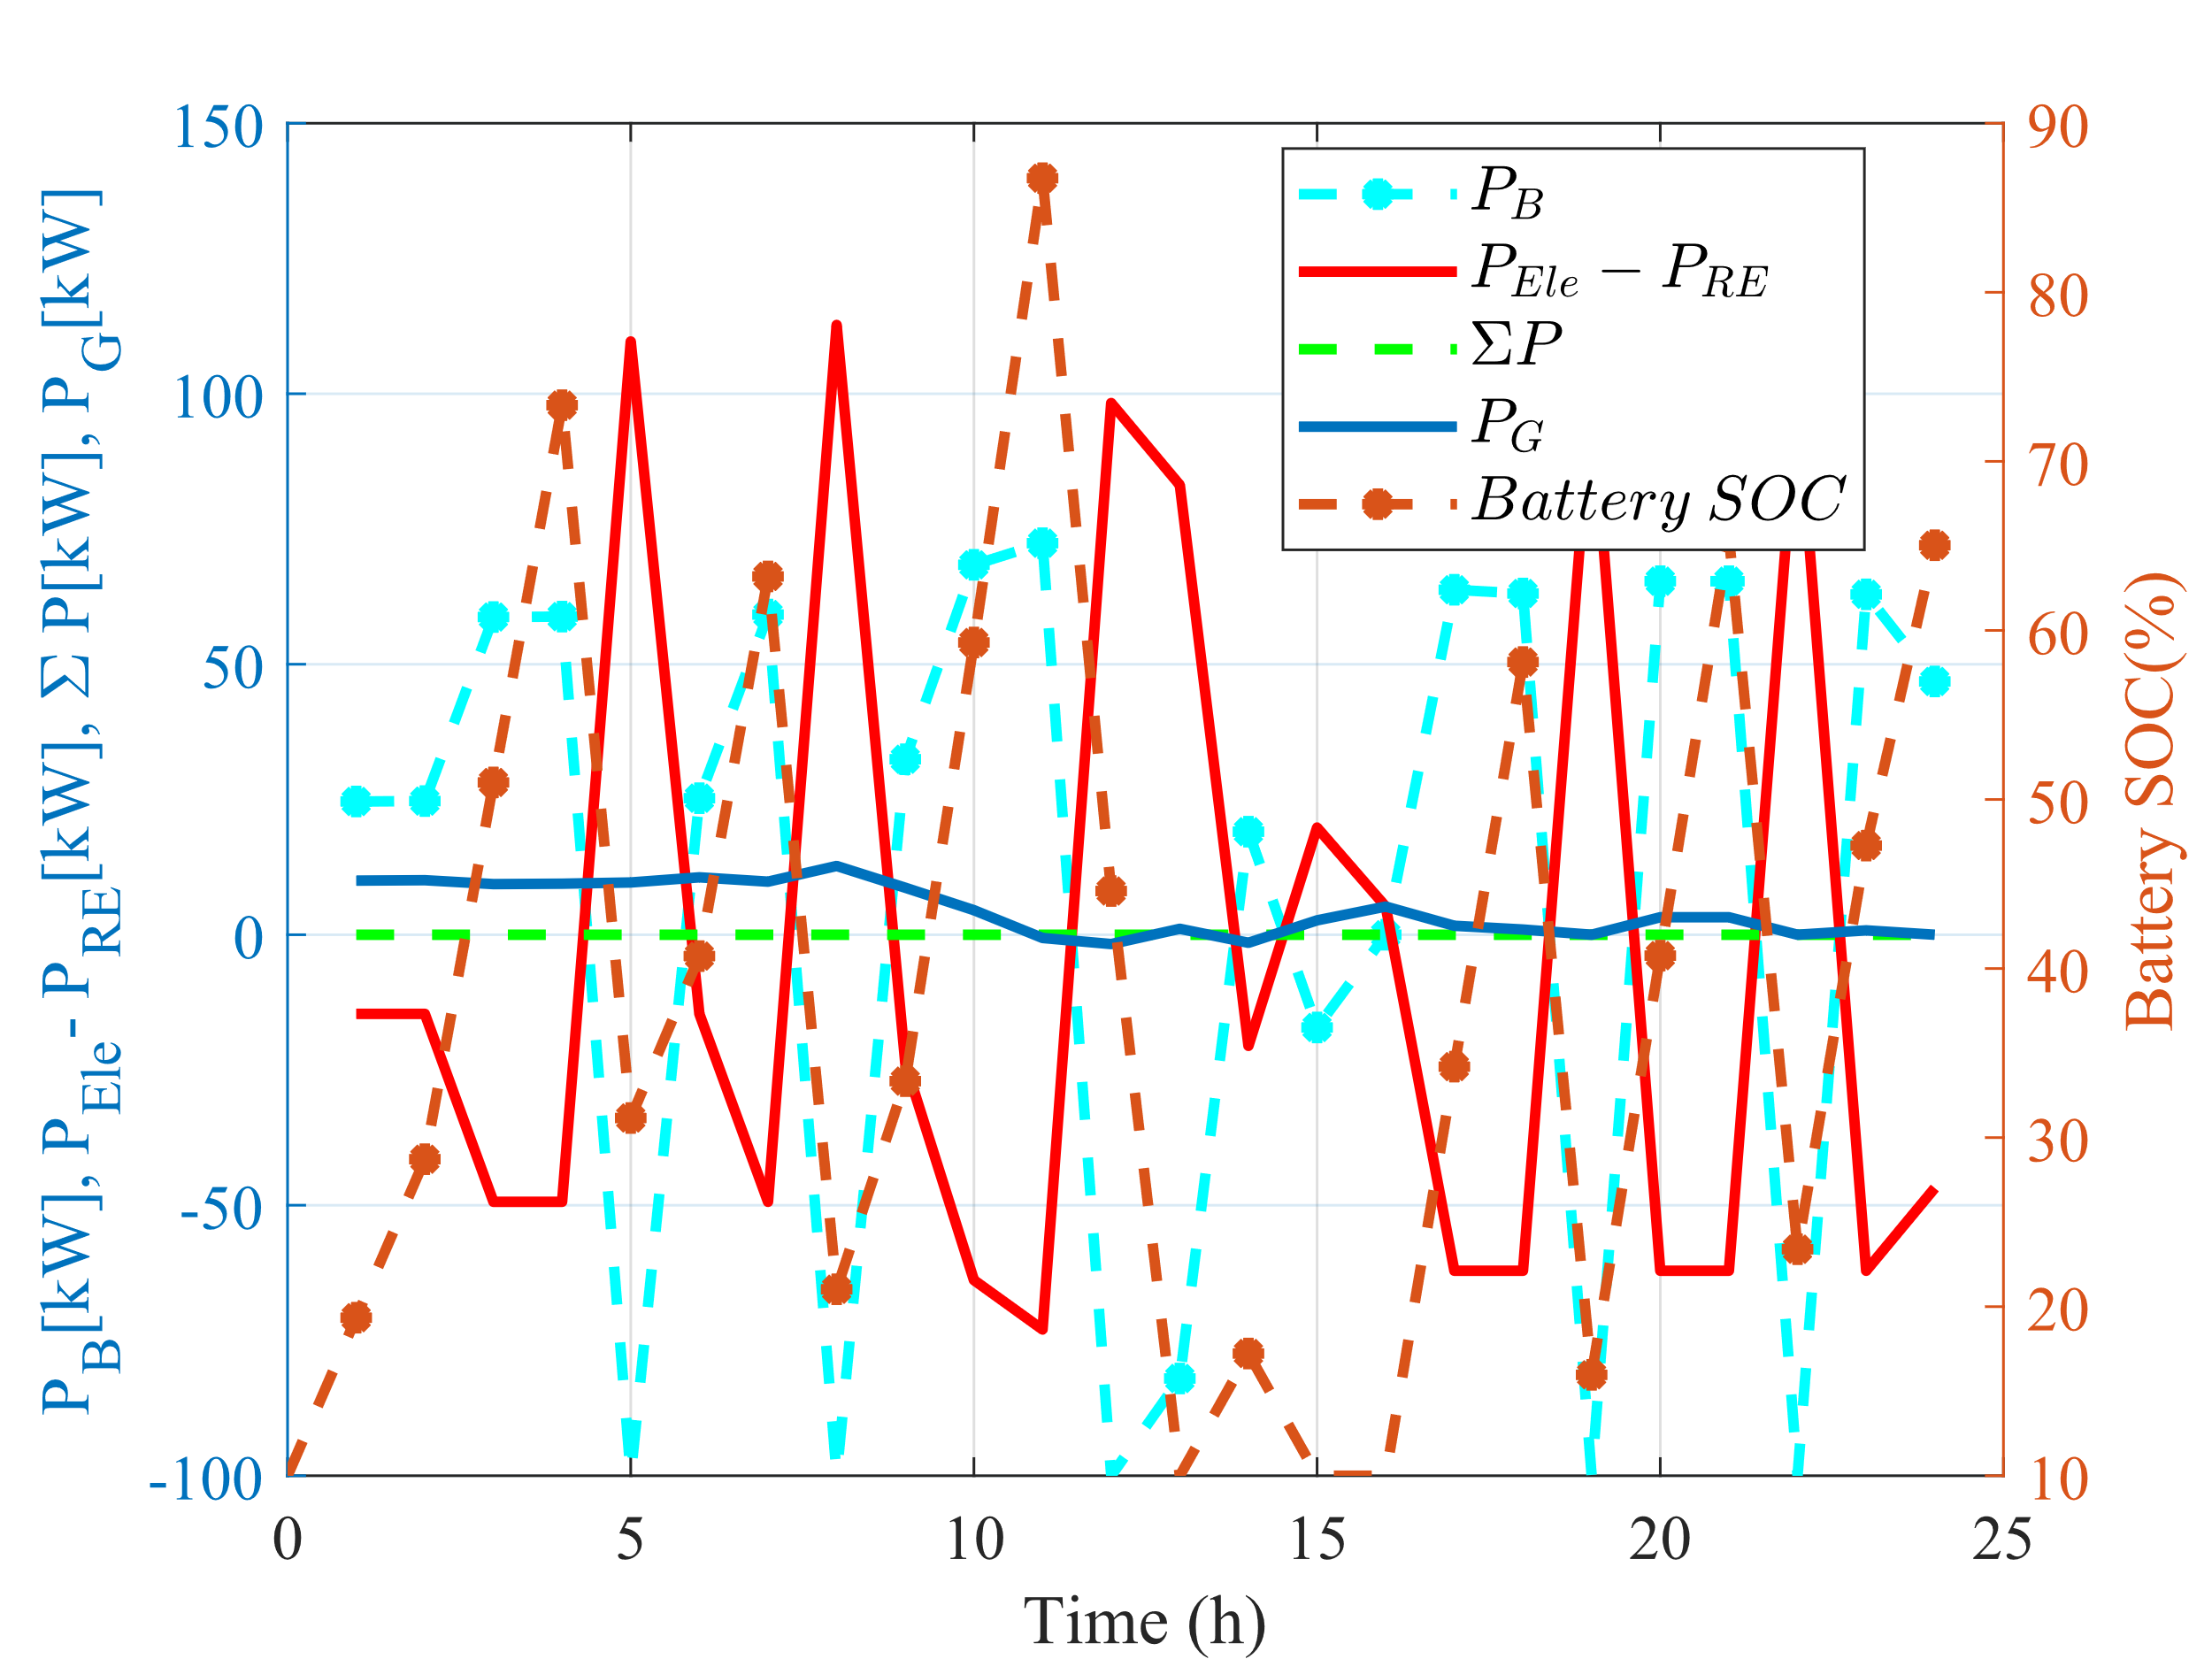 P_B[kW], P_Ele-P_RE[kW], Σ P[kW], P_G[kW]
150
100
50
0
-50
-100
P_B
P_Elle − P_RE
ΣP
P_G
Battery SOC
90
80
70
60
50
40
30
20
10
Battery SOC(%)
0 5 10 15 20 25
Time (h)